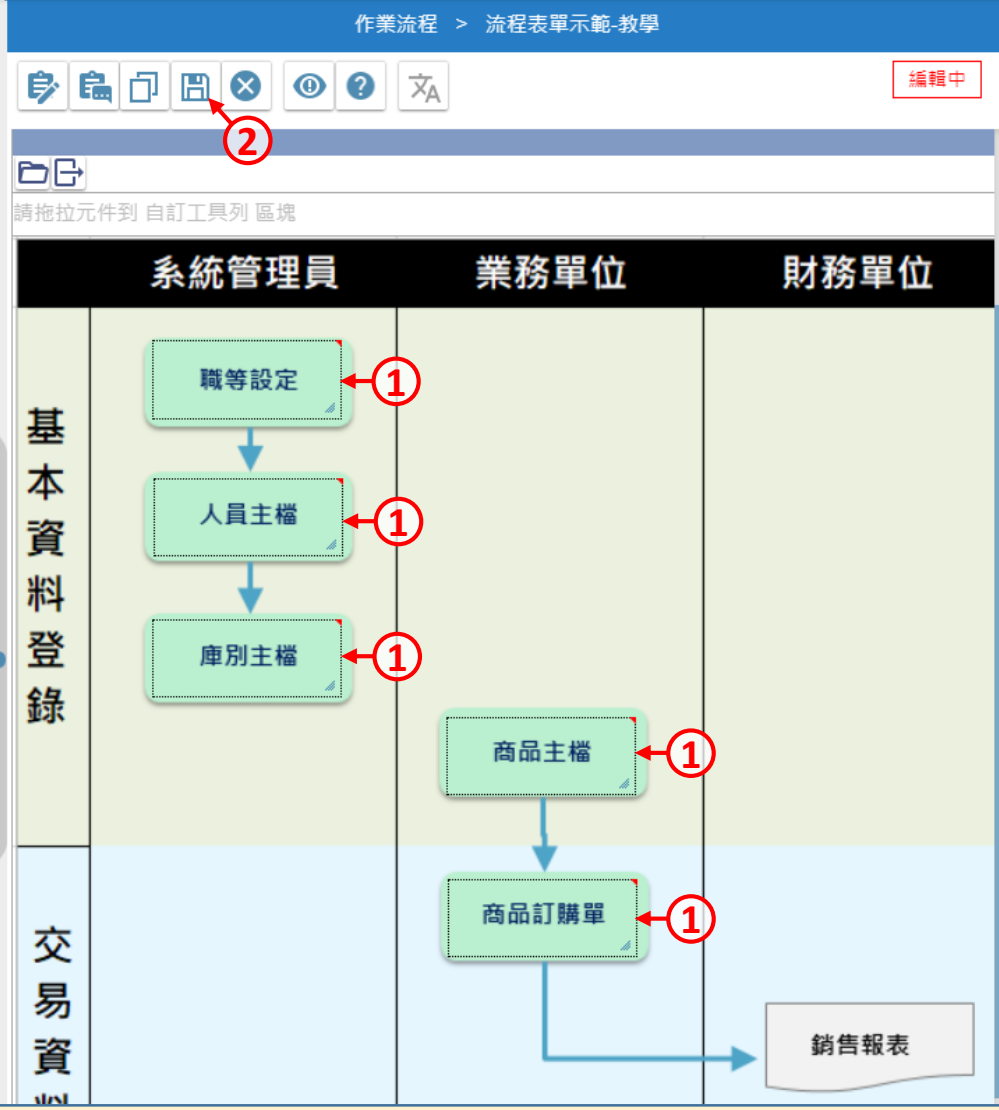 作業流程 > 流程表單示範-教學
編輯中
2
請拖拉元件到 自訂工具列 區塊
系統管理員 業務單位 財務單位
基本資料登錄
職等設定
1
人員主檔
1
庫別主檔
1
商品主檔
1
交易資
商品訂購單
1
銷售報表